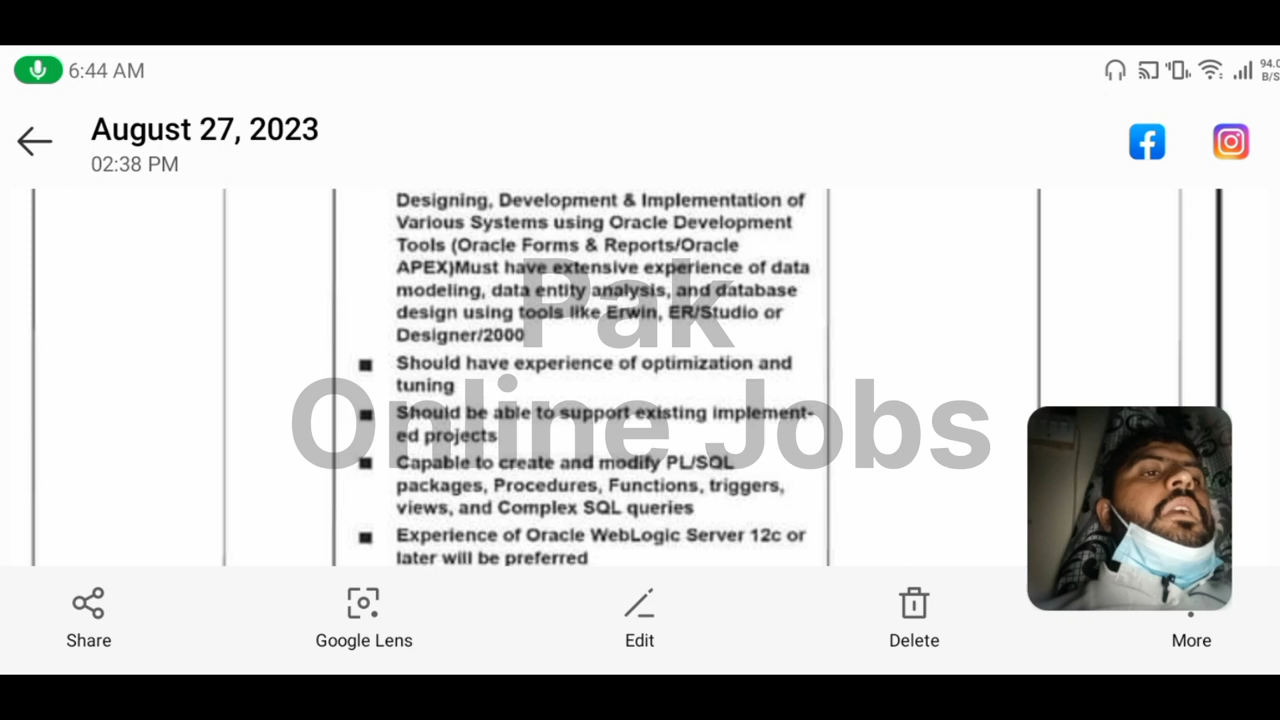 6:44 AM
94.0
B/S
August 27, 2023
02:38 PM
Designing, Development & Implementation of
Various Systems using Oracle Development
Tools (Oracle Forms & Reports/Oracle
APEX)Must have extensive experience of data
modeling, data entity analysis, and database
design using tools like Erwin, ER/Studio or
Designer/2000
■ Should have experience of optimization and
tuning
■ Should be able to support existing implement-
ed projects
■ Capable to create and modify PL/SQL
packages, Procedures, Functions, triggers,
views, and Complex SQL queries
■ Experience of Oracle WebLogic Server 12c or
later will be preferred
Pak
Online Jobs
Share
Google Lens
Edit
Delete
More